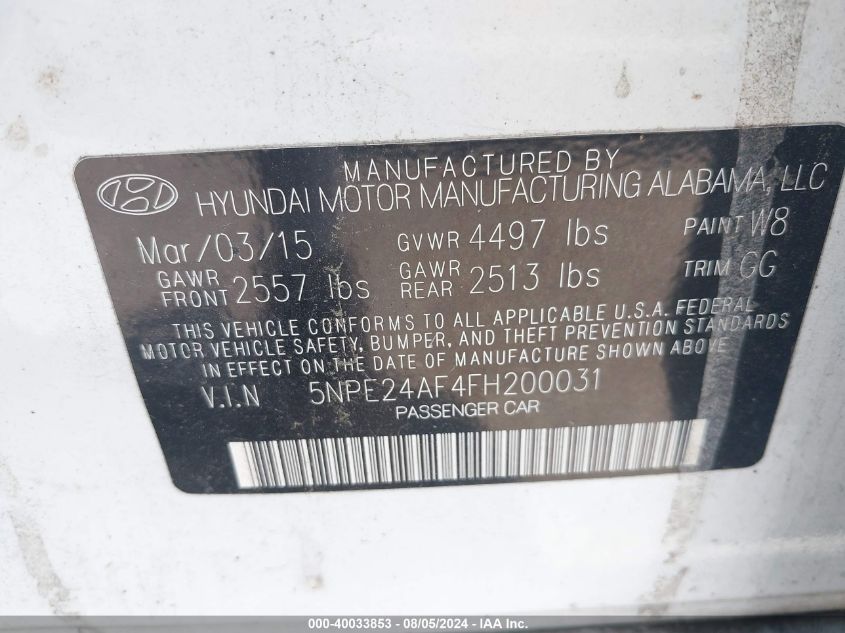 MANUFACTURED BY
HYUNDAI MOTOR MANUFACTURING ALABAMA, LLC
Mar/03/15 GVWR 4497 lbs PAINT W8
GAWR FRONT 2557 lbs GAWR REAR 2513 lbs TRIM GG
THIS VEHICLE CONFORMS TO ALL APPLICABLE U.S.A. FEDERAL
MOTOR VEHICLE SAFETY, BUMPER, AND THEFT PREVENTION STANDARDS
IN EFFECT ON THE DATE OF MANUFACTURE SHOWN ABOVE
V.I.N 5NPE24AF4FH200031
PASSENGER CAR
000-40033853 - 08/05/2024 - IAA Inc.